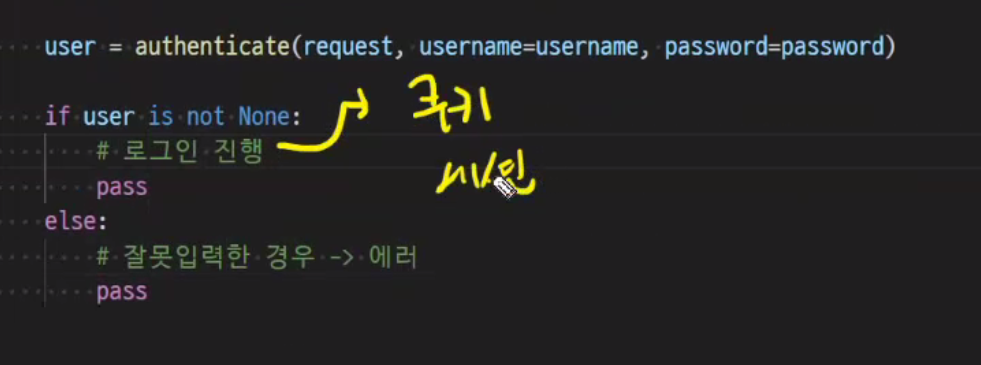 user = authenticate(request, username=username, password=password)
if user is not None:
쿠키
# 로그인 진행
세션
pass
else:
# 잘못입력한 경우 -> 에러
pass